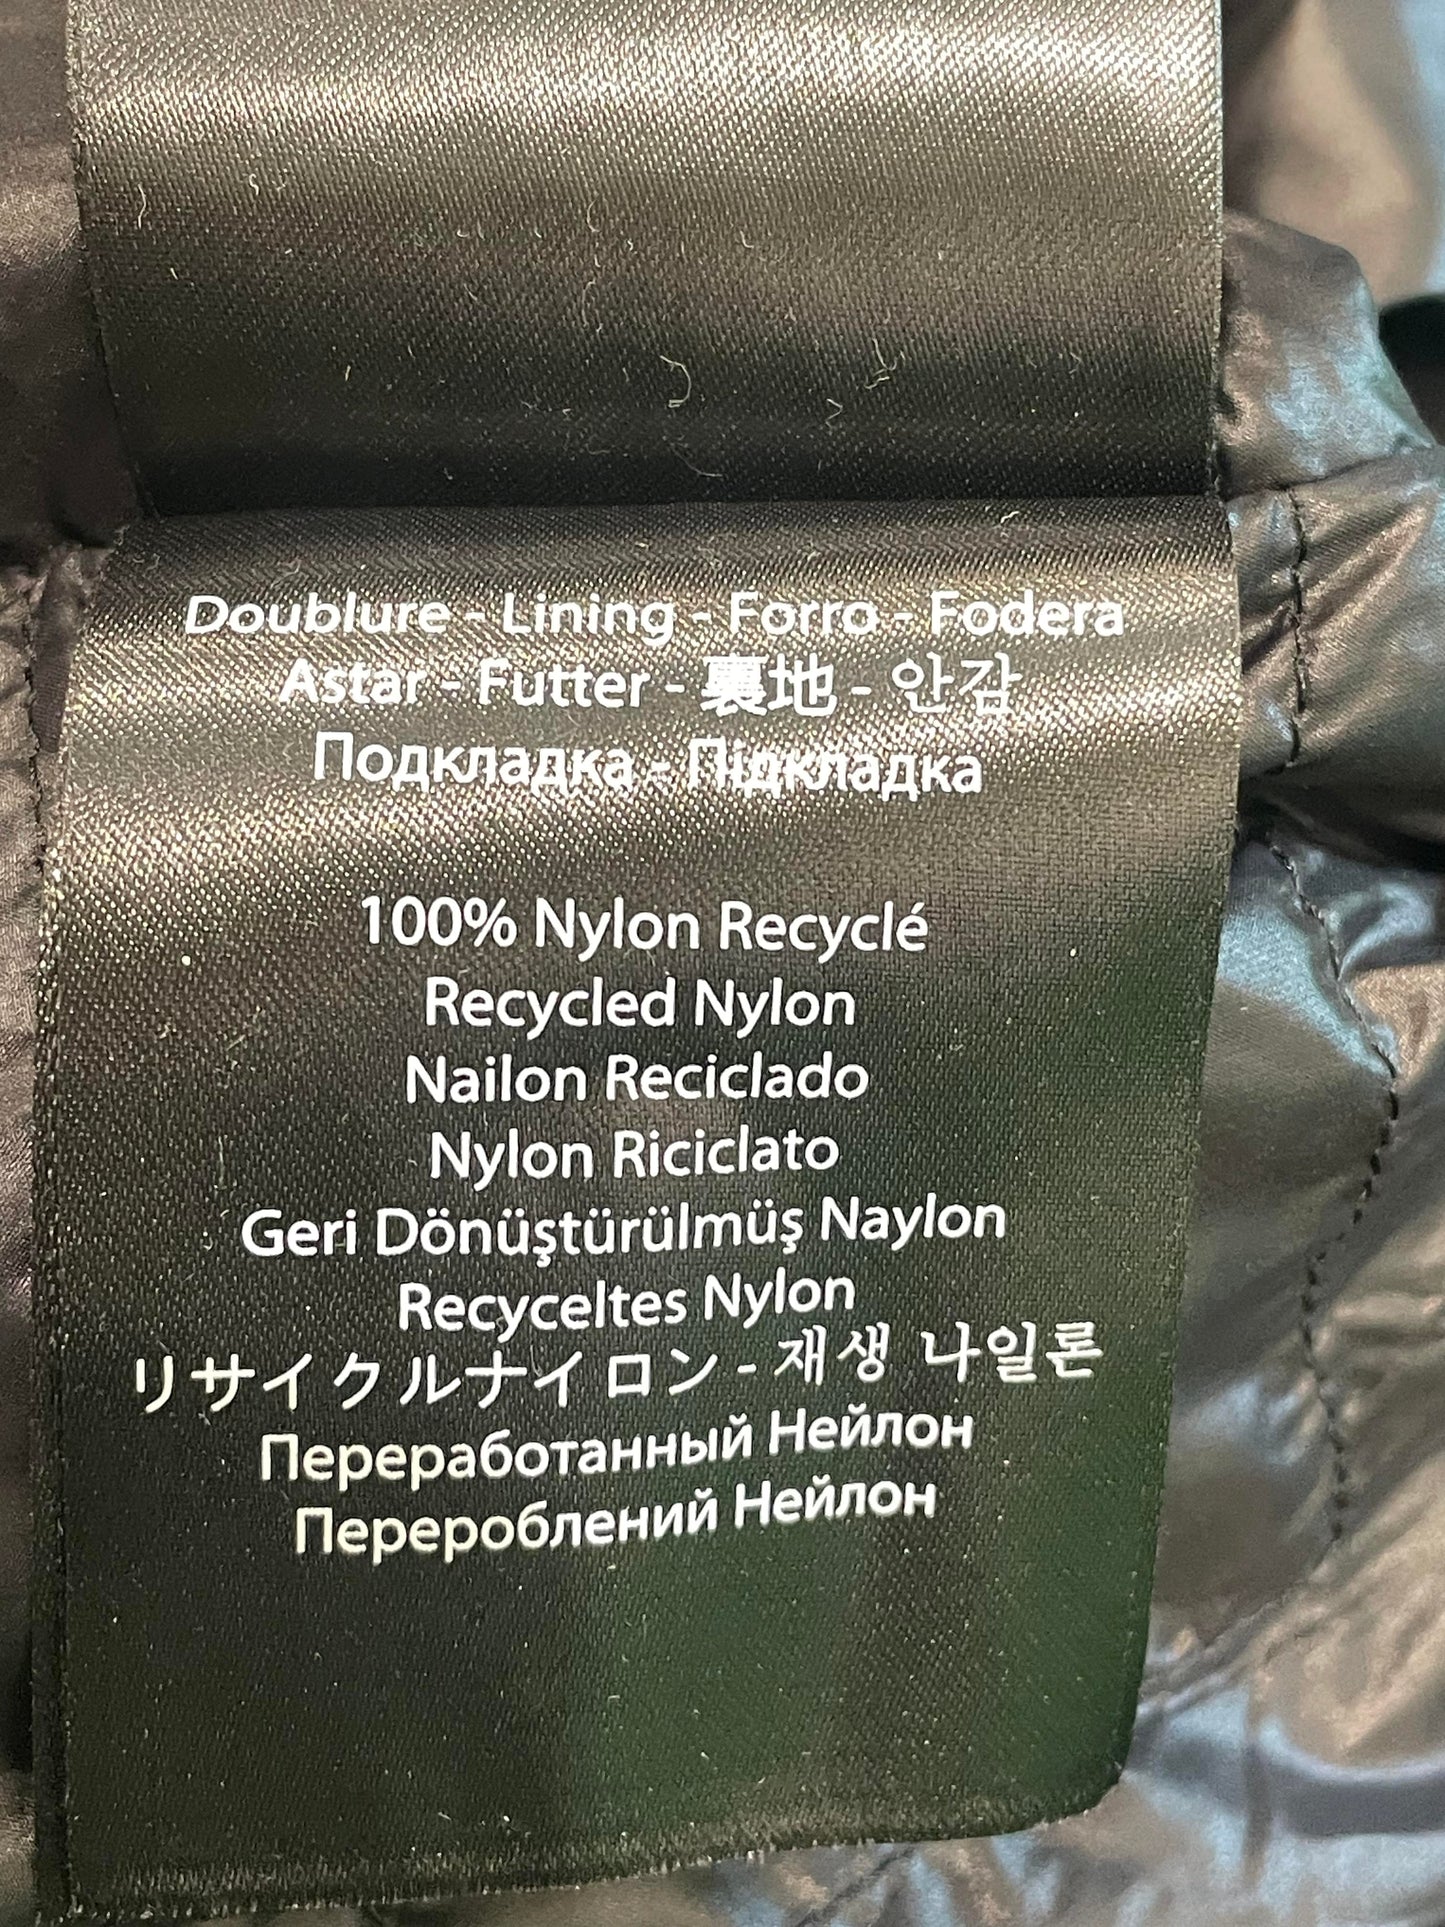 Doublure - Lining - Forro - Fodera
Astar - Futter - 裏地 - 안감
Подкладка - Підкладка
100% Nylon Recyclé
Recycled Nylon
Nailon Reciclado
Nylon Riciclato
Geri Dönüştürülmüş Naylon
Recyceltes Nylon
リサイクルナイロン - 재생 나일론
Переработанный Нейлон
Перероблений Нейлон